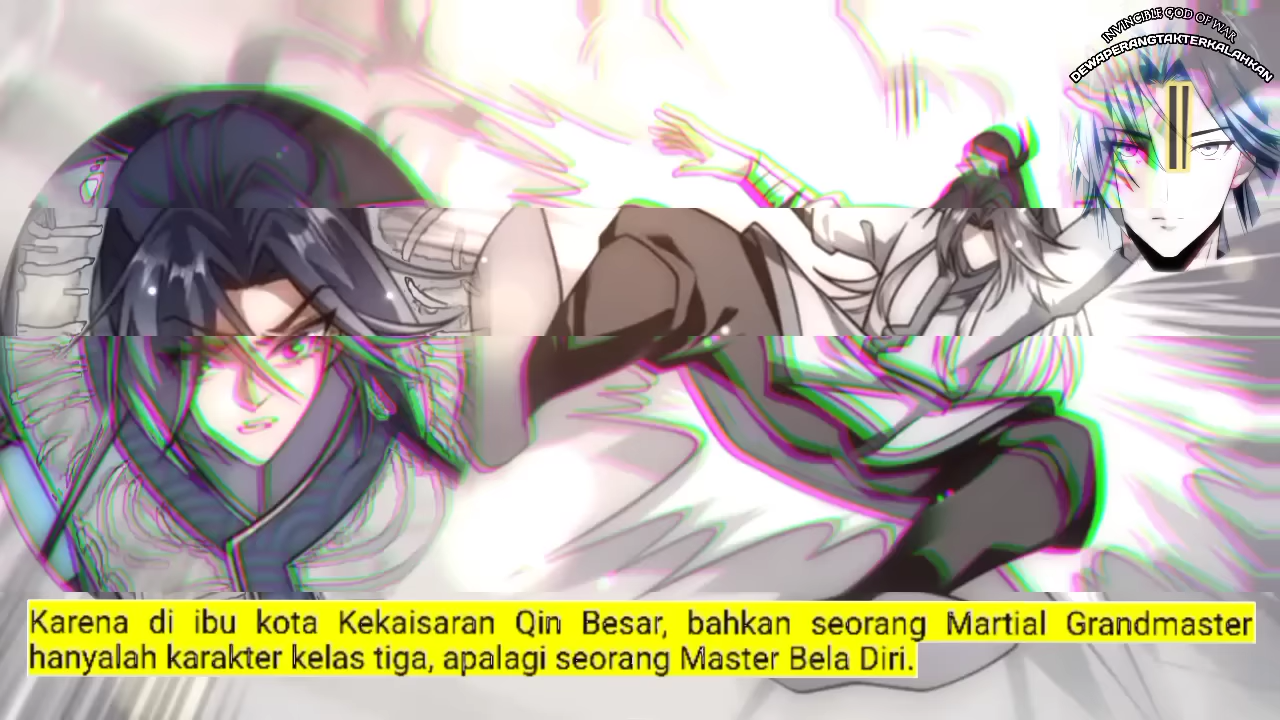 INVINCIBLE GOD OF WAR
DEWAPERANGTAKTERKALAHKAN
Karena di ibu kota Kekaisaran Qin Besar, bahkan seorang Martial Grandmaster
hanyalah karakter kelas tiga, apalagi seorang Master Bela Diri.